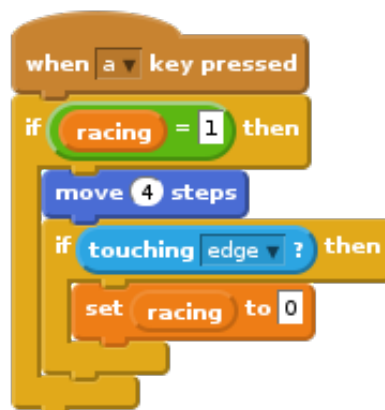 when a key pressed
if racing = 1 then
move 4 steps
if touching edge ? then
set racing to 0